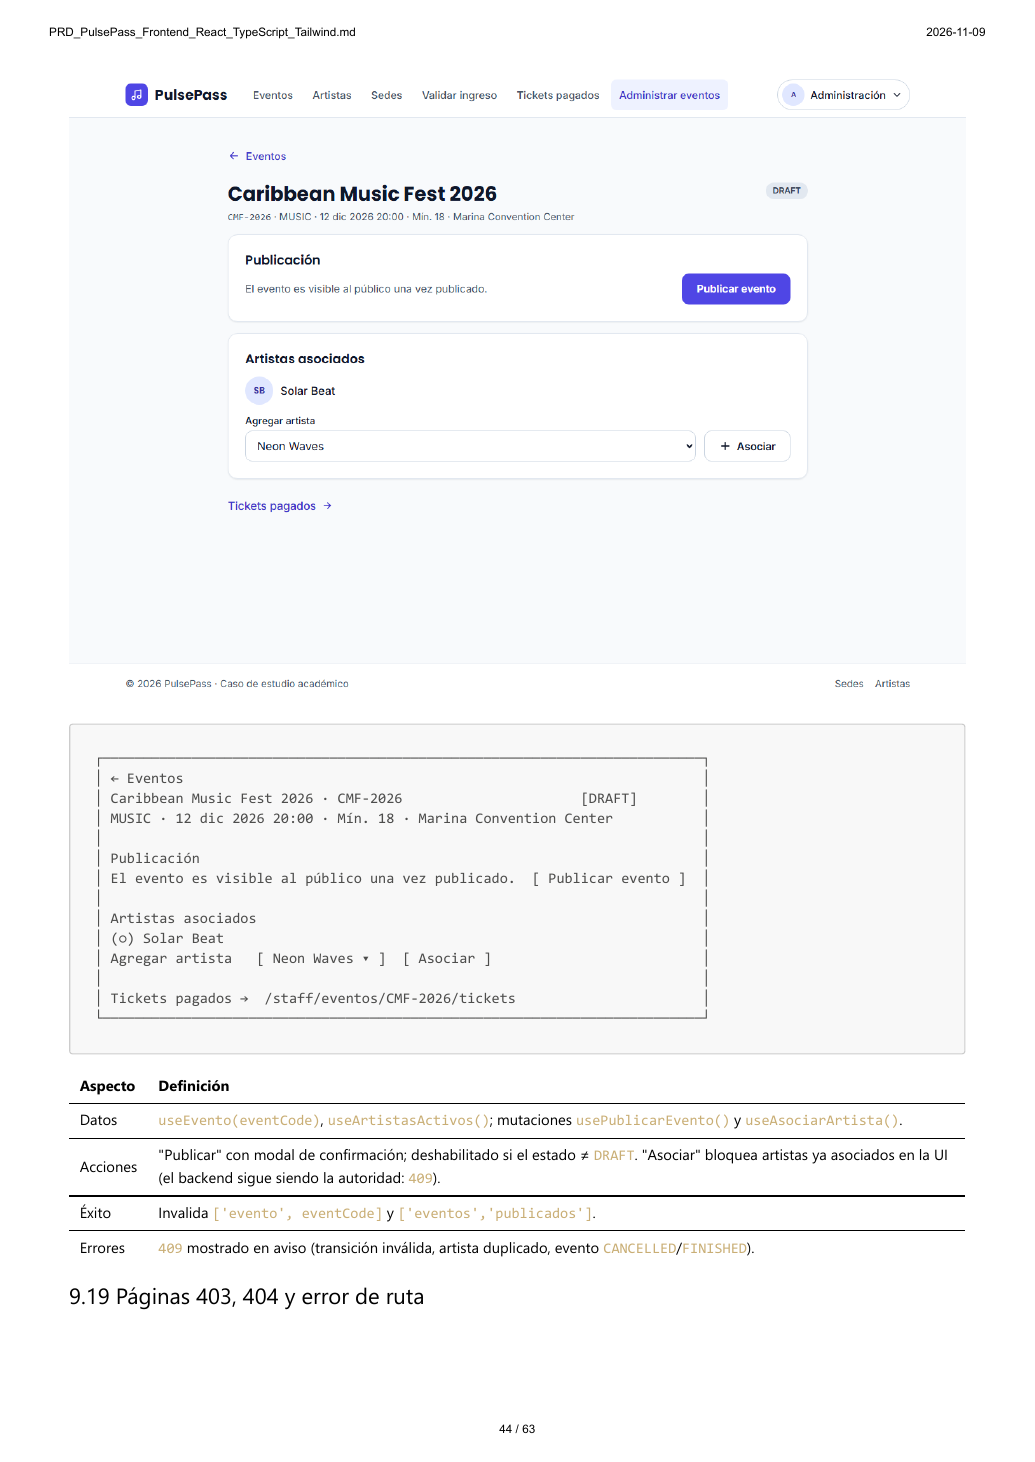 PRD_PulsePass_Frontend_React_TypeScript_Tailwind.md 2026-11-09
PulsePass Eventos Artistas Sedes Validar ingreso Tickets pagados Administrar eventos A Administración
← Eventos
Caribbean Music Fest 2026 DRAFT
CMF-2026 · MUSIC · 12 dic 2026 20:00 · Mín. 18 · Marina Convention Center
Publicación
El evento es visible al público una vez publicado. Publicar evento
Artistas asociados
SB Solar Beat
Agregar artista
Neon Waves + Asociar
Tickets pagados →
© 2026 PulsePass · Caso de estudio académico Sedes Artistas
← Eventos
Caribbean Music Fest 2026 · CMF-2026 [DRAFT]
MUSIC · 12 dic 2026 20:00 · Mín. 18 · Marina Convention Center
Publicación
El evento es visible al público una vez publicado. [ Publicar evento ]
Artistas asociados
(○) Solar Beat
Agregar artista [ Neon Waves ▾ ] [ Asociar ]
Tickets pagados → /staff/eventos/CMF-2026/tickets
Aspecto Definición
Datos useEvento(eventCode), useArtistasActivos(); mutaciones usePublicarEvento() y useAsociarArtista().
Acciones "Publicar" con modal de confirmación; deshabilitado si el estado ≠ DRAFT. "Asociar" bloquea artistas ya asociados en la UI
(el backend sigue siendo la autoridad: 409).
Éxito Invalida ['evento', eventCode] y ['eventos','publicados'].
Errores 409 mostrado en aviso (transición inválida, artista duplicado, evento CANCELLED/FINISHED).
9.19 Páginas 403, 404 y error de ruta
44 / 63